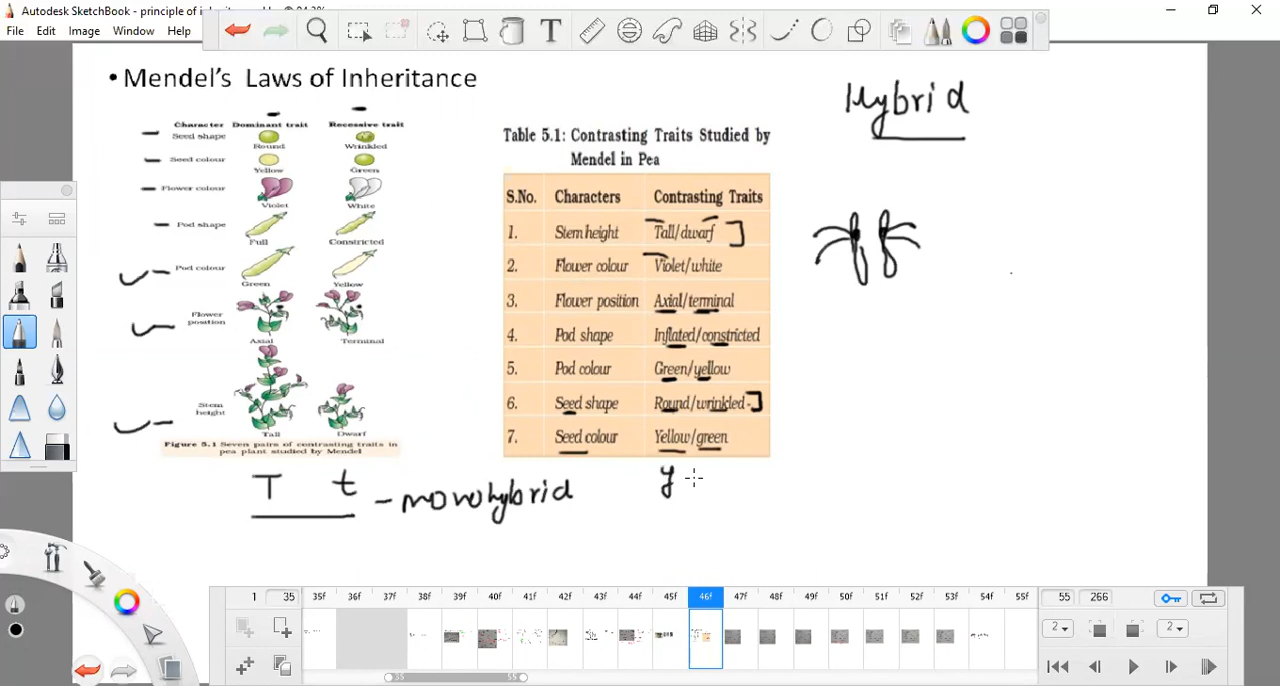 Autodesk SketchBook - principle of
File Edit Image Window Help
• Mendel's Laws of Inheritance
Hybrid
Character Dominant trait Recessive trait
Seed shape
Round Wrinkled
Seed colour
Yellow Green
Flower colour
Violet White
Pod shape
Full Constricted
Pod colour
Green Yellow
Flower
position
Axial Terminal
Stem
height
Tall Dwarf
Figure 5.1 Seven pairs of contrasting traits in
pea plant studied by Mendel
Table 5.1: Contrasting Traits Studied by
Mendel in Pea
S.No. Characters Contrasting Traits
1. Stem height Tall/dwarf
2. Flower colour Violet/white
3. Flower position Axial/terminal
4. Pod shape Inflated/constricted
5. Pod colour Green/yellow
6. Seed shape Round/wrinkled
7. Seed colour Yellow/green
T t - monohybrid y
1 35 35f 36f 37f 38f 39f 40f 41f 42f 43f 44f 45f 46f 47f 48f 49f 50f 51f 52f 53f 54f 55f 55 266
2 2
35 55